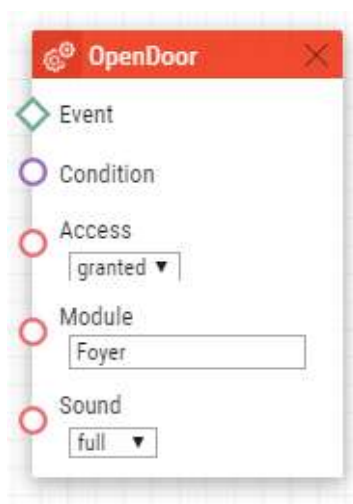 OpenDoor
Event
Condition
Access
granted
Module
Foyer
Sound
full